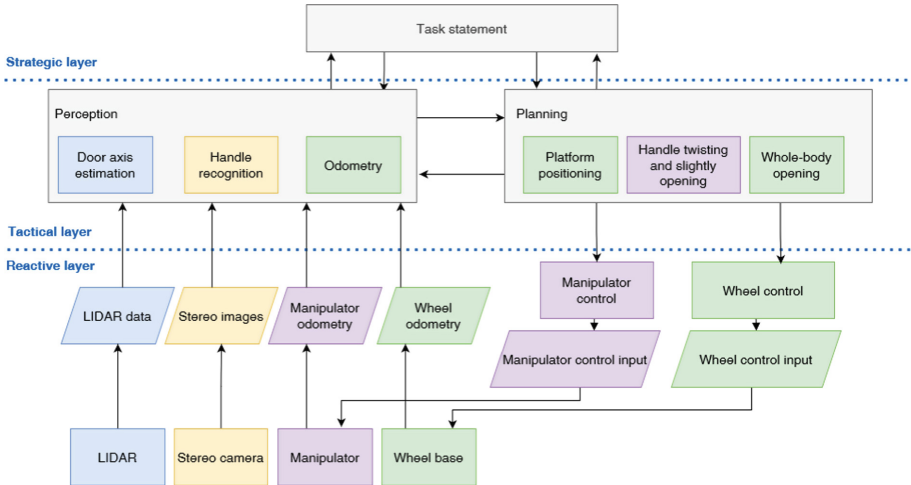 Task statement
Strategic layer
Perception
Door axis
estimation
Handle
recognition
Odometry
Planning
Platform
positioning
Handle twisting
and slightly
opening
Whole-body
opening
Tactical layer
Reactive layer
LIDAR data
Stereo images
Manipulator
odometry
Wheel
odometry
Manipulator
control
Wheel control
Manipulator control input
Wheel control input
LIDAR
Stereo camera
Manipulator
Wheel base